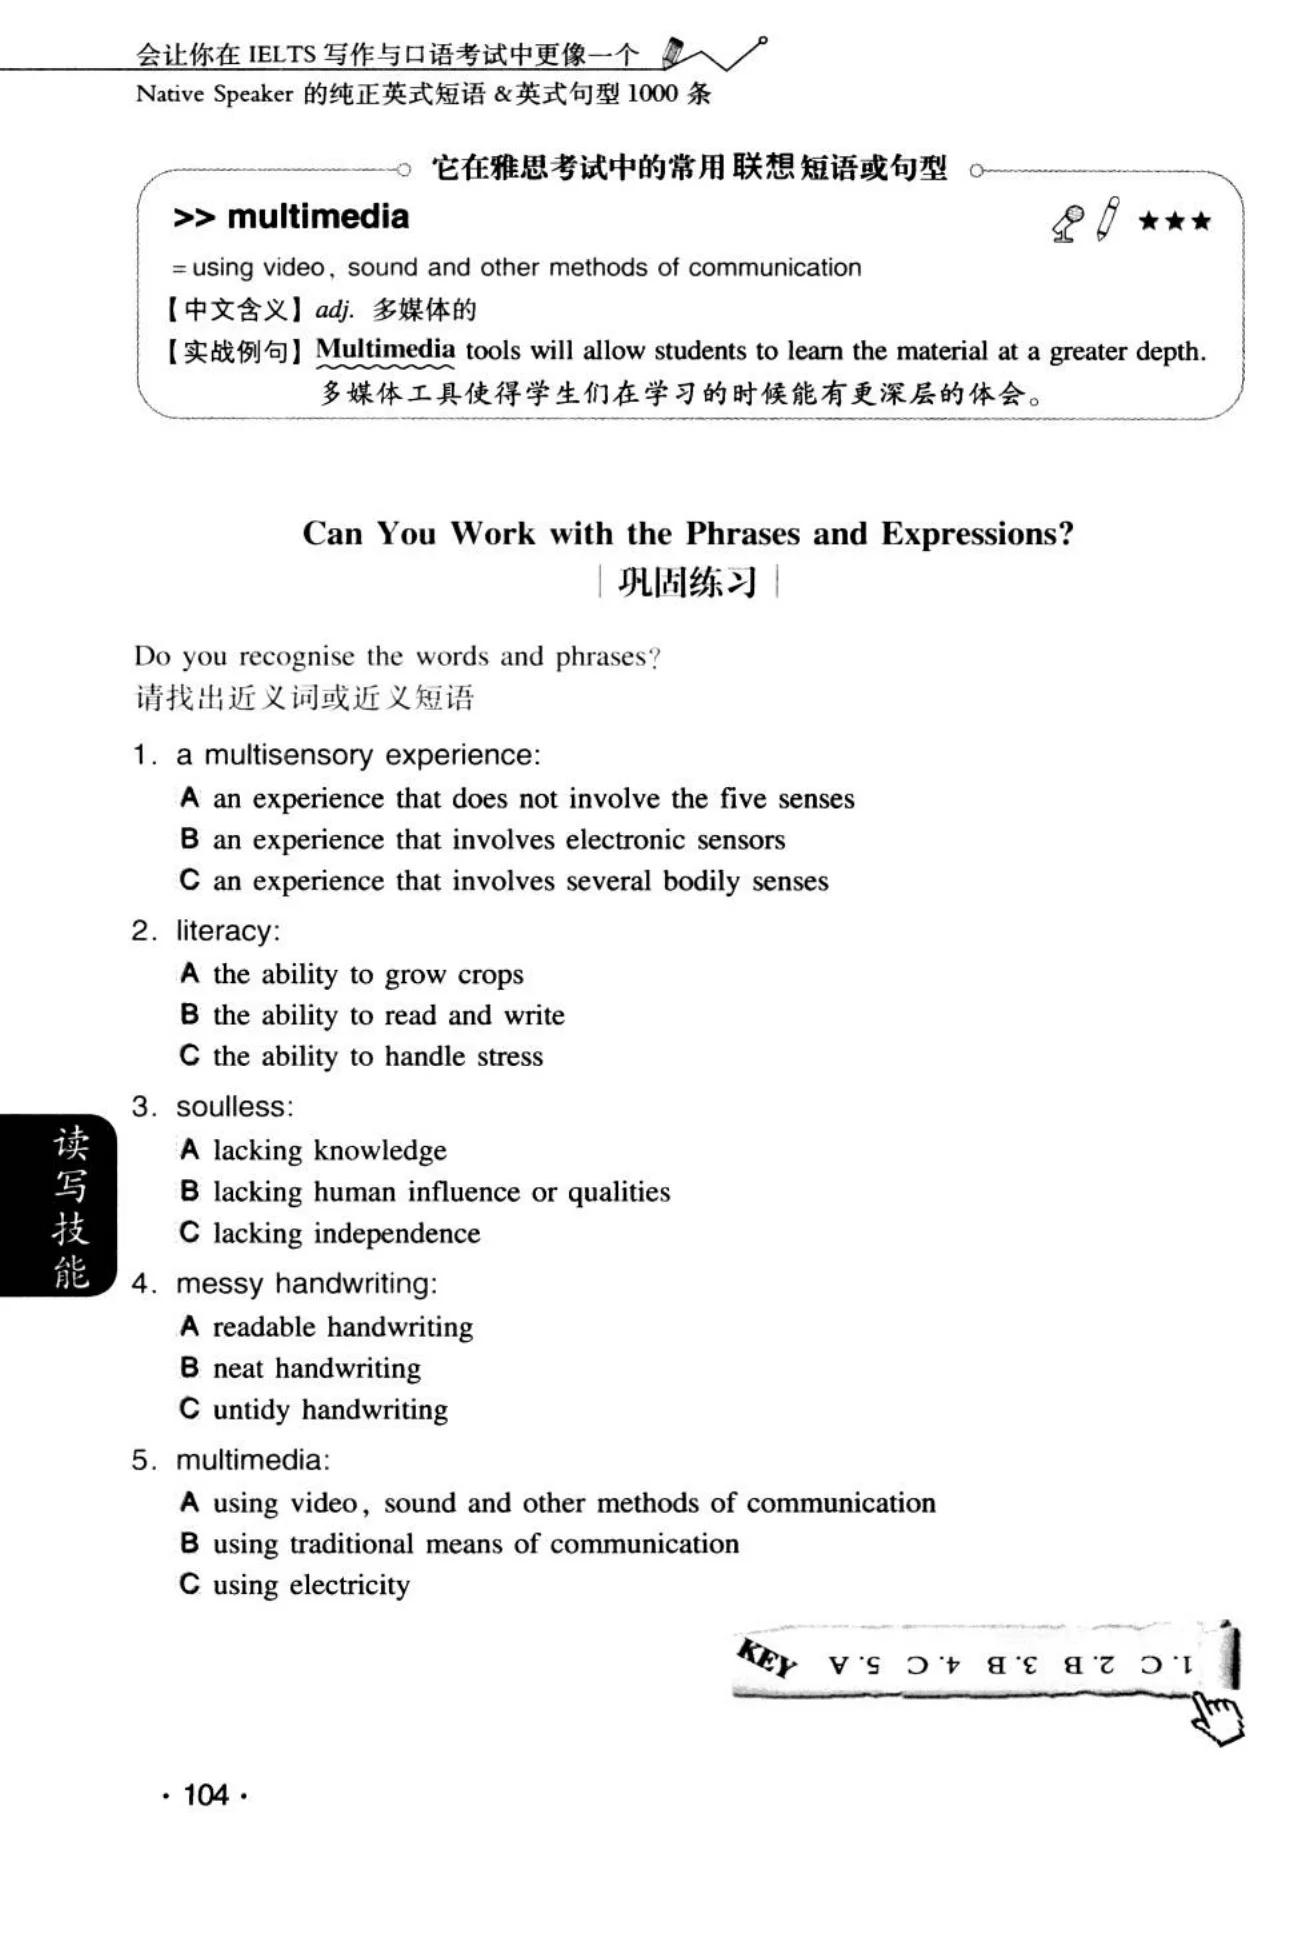 会让你在 IELTS 写作与口语考试中更像一个
Native Speaker 的纯正英式短语 &英式句型 1000 条
它在雅思考试中的常用联想短语或句型
>> multimedia ★★★
= using video, sound and other methods of communication
【中文含义】adj. 多媒体的
【实战例句】Multimedia tools will allow students to learn the material at a greater depth.
多媒体工具使得学生们在学习的时候能有更深层的体会。
Can You Work with the Phrases and Expressions?
巩固练习
Do you recognise the words and phrases?
请找出近义词或近义短语
1. a multisensory experience:
A an experience that does not involve the five senses
B an experience that involves electronic sensors
C an experience that involves several bodily senses
2. literacy:
A the ability to grow crops
B the ability to read and write
C the ability to handle stress
3. soulless:
A lacking knowledge
B lacking human influence or qualities
C lacking independence
4. messy handwriting:
A readable handwriting
B neat handwriting
C untidy handwriting
5. multimedia:
A using video, sound and other methods of communication
B using traditional means of communication
C using electricity
读写技能
KEY
1. C 2. B 3. B 4. C 5. A
· 104 ·